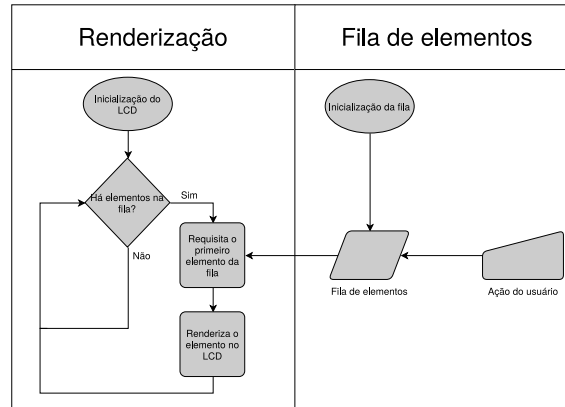 Renderização
Fila de elementos
Inicialização do
LCD
Inicialização da fila
Há elementos na
fila?
Sim
Não
Requisita o
primeiro
elemento da
fila
Fila de elementos
Ação do usuário
Renderiza o
elemento no
LCD